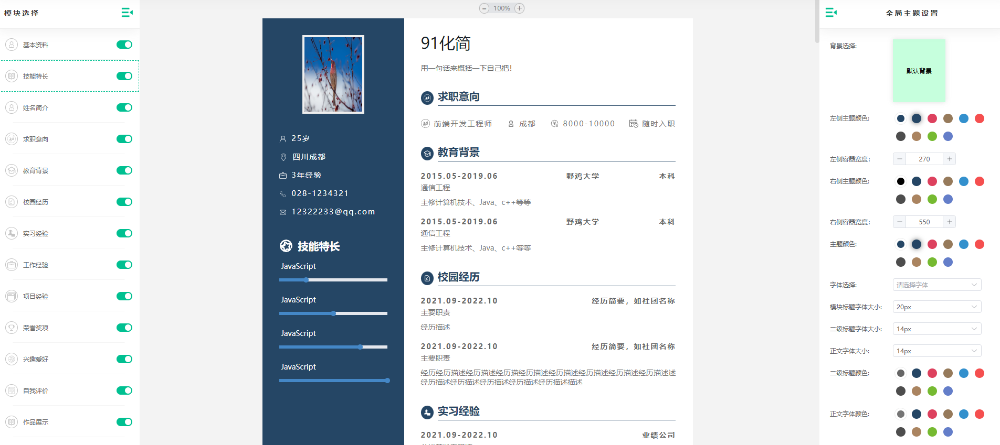 模块选择
基本资料
技能特长
姓名简介
求职意向
教育背景
校园经历
实习经验
工作经验
项目经验
荣誉奖项
兴趣爱好
自我评价
作品展示
100%
25岁
四川成都
3年经验
028-1234321
12322233@qq.com
技能特长
JavaScript
JavaScript
JavaScript
JavaScript
91化简
用一句话来概括一下自己把！
求职意向
前端开发工程师 成都 8000-10000 随时入职
教育背景
2015.05-2019.06 野鸡大学 本科
通信工程
主修计算机技术、Java、c++等等
2015.05-2019.06 野鸡大学 本科
通信工程
主修计算机技术、Java、c++等等
校园经历
2021.09-2022.10 经历简要，如社团名称
主要职责
经历描述
2021.09-2022.10 经历简要，如社团名称
主要职责
经历经历描述经历描述经历描经历描述经历描述经历描述经历描述经历描述述
经历描述经历描述经历描述经历描述经历描述描述
实习经验
2021.09-2022.10 业绩公司
全局主题设置
背景选择:
默认背景
左侧主题颜色:
左侧容器宽度: 270
右侧主题颜色:
右侧容器宽度: 550
主题颜色:
字体选择: 请选择字体
模块标题字体大小: 20px
二级标题字体大小: 14px
正文字体大小: 14px
二级标题颜色:
正文字体颜色: